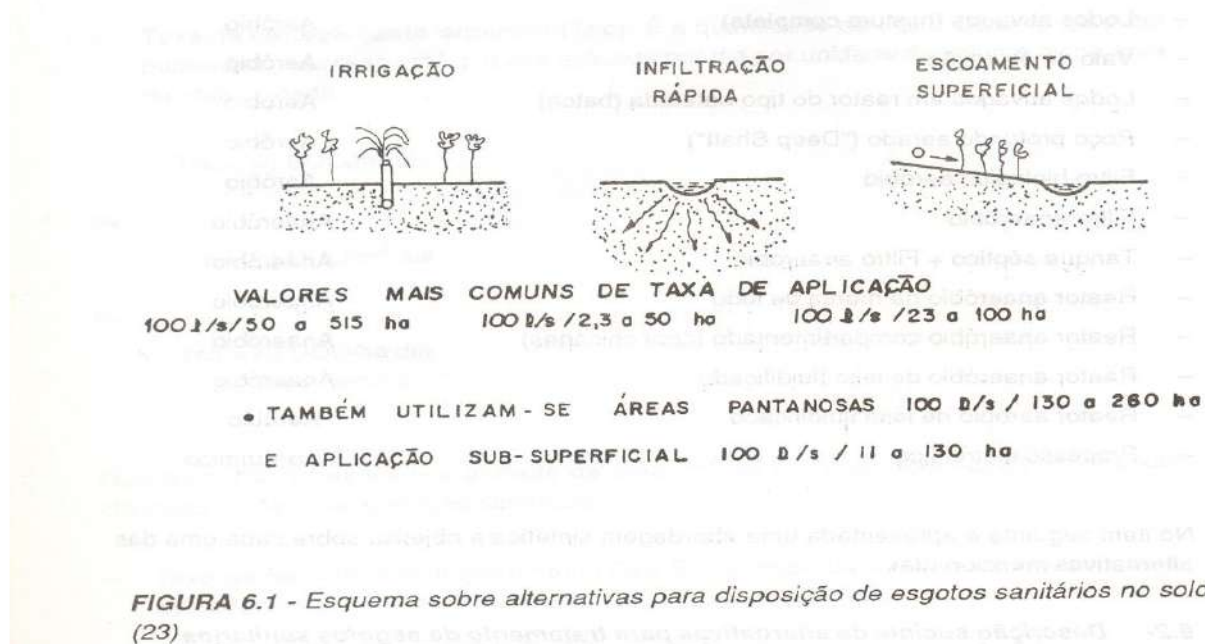 IRRIGAÇÃO
INFILTRAÇÃO
RÁPIDA
ESCOAMENTO
SUPERFICIAL
VALORES MAIS COMUNS DE TAXA DE APLICAÇÃO
100 l/s/50 a 515 ha 100 l/s/2,3 a 50 ha 100 l/s/23 a 100 ha
• TAMBÉM UTILIZAM-SE ÁREAS PANTANOSAS 100 l/s/130 a 260 ha
E APLICAÇÃO SUB-SUPERFICIAL 100 l/s / 11 a 130 ha
FIGURA 6.1 - Esquema sobre alternativas para disposição de esgotos sanitários no solo
(23)